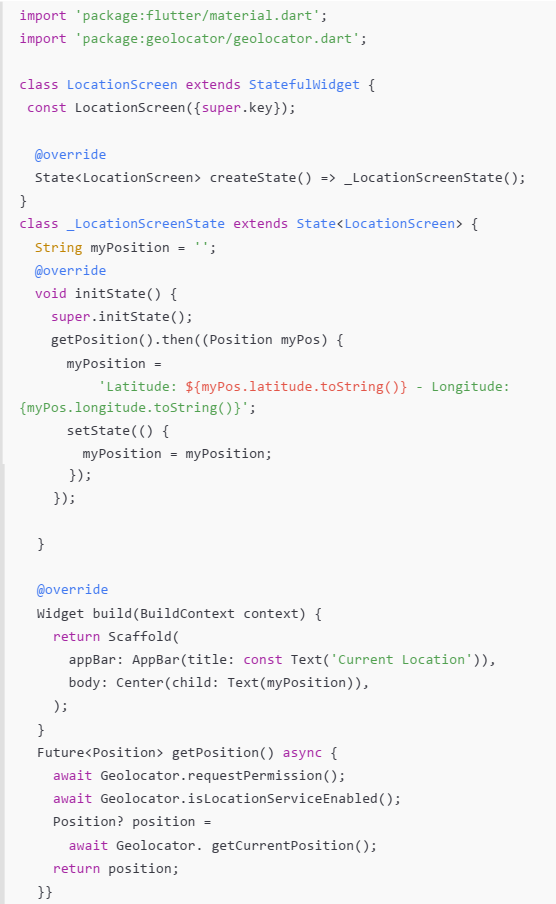 import 'package:flutter/material.dart';
import 'package:geolocator/geolocator.dart';

class LocationScreen extends StatefulWidget {
 const LocationScreen({super.key});

  @override
  State<LocationScreen> createState() => _LocationScreenState();
}
class _LocationScreenState extends State<LocationScreen> {
  String myPosition = '';
  @override
  void initState() {
    super.initState();
    getPosition().then((Position myPos) {
      myPosition =
          'Latitude: ${myPos.latitude.toString()} - Longitude:
{myPos.longitude.toString()}';
      setState(() {
        myPosition = myPosition;
      });
    });

  }

  @override
  Widget build(BuildContext context) {
    return Scaffold(
      appBar: AppBar(title: const Text('Current Location')),
      body: Center(child: Text(myPosition)),
    );
  }
  Future<Position> getPosition() async {
    await Geolocator.requestPermission();
    await Geolocator.isLocationServiceEnabled();
    Position? position =
      await Geolocator. getCurrentPosition();
    return position;
  }}